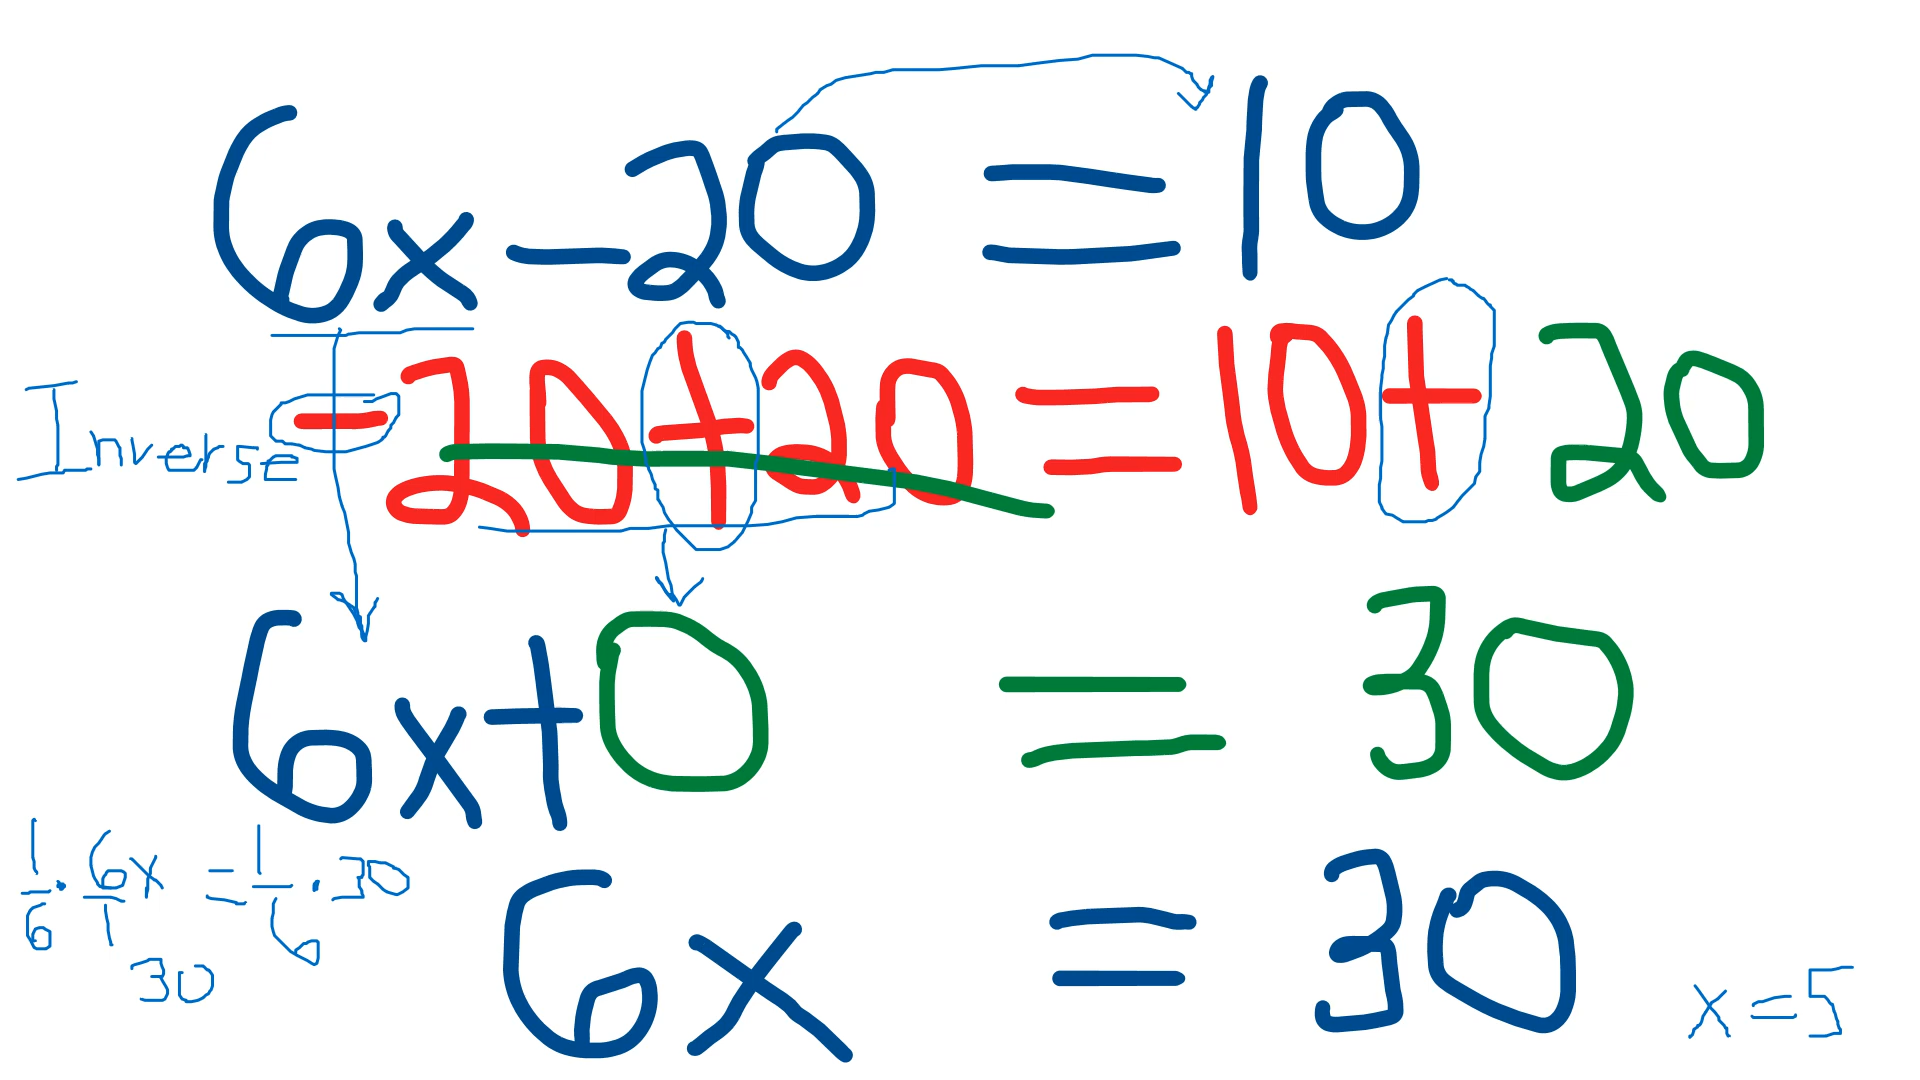 6x-20 = 10
Inverse -20+20 = 10+20
6x+0 = 30
1/6 · 6x/1 = 1/6 · 30
30
6x = 30
x=5